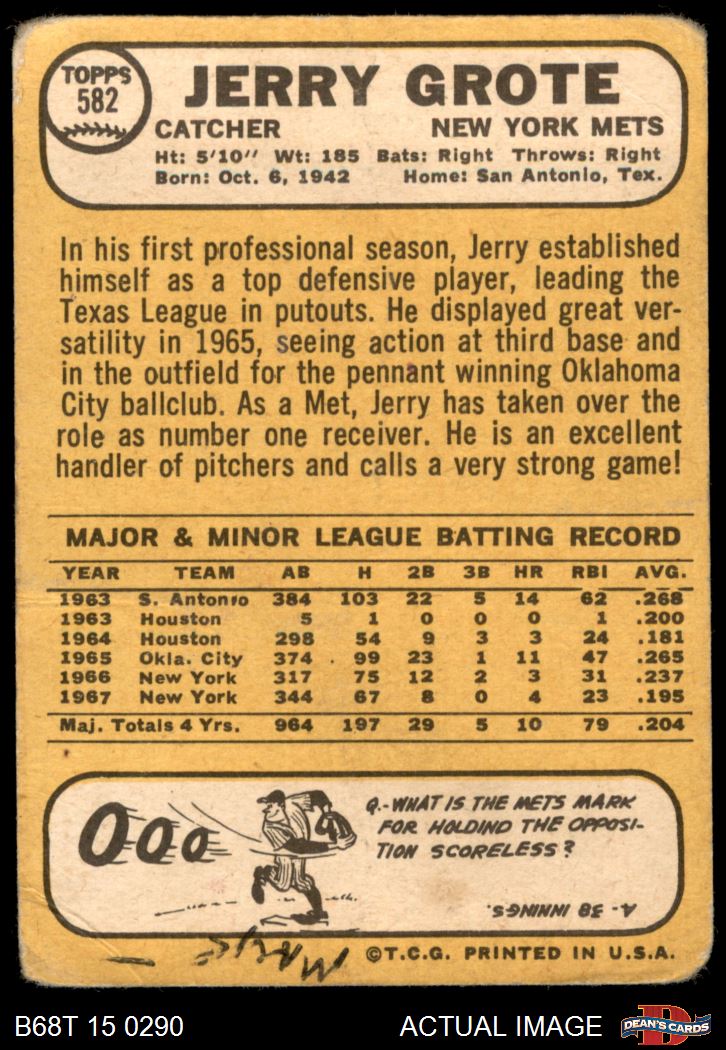 TOPPS
582
JERRY GROTE
CATCHER NEW YORK METS
Ht: 5'10" Wt: 185 Bats: Right Throws: Right
Born: Oct. 6, 1942 Home: San Antonio, Tex.
In his first professional season, Jerry established
himself as a top defensive player, leading the
Texas League in putouts. He displayed great ver-
satility in 1965, seeing action at third base and
in the outfield for the pennant winning Oklahoma
City ballclub. As a Met, Jerry has taken over the
role as number one receiver. He is an excellent
handler of pitchers and calls a very strong game!
MAJOR & MINOR LEAGUE BATTING RECORD
YEAR TEAM AB H 2B 3B HR RBI AVG.
1963 S. Antonio 384 103 22 5 14 62 .268
1963 Houston 5 1 0 0 0 1 .200
1964 Houston 298 54 9 3 3 24 .181
1965 Okla. City 374 99 23 1 11 47 .265
1966 New York 317 75 12 2 3 31 .237
1967 New York 344 67 8 0 4 23 .195
Maj. Totals 4 Yrs. 964 197 29 5 10 79 .204
000
Q.-WHAT IS THE METS MARK
FOR HOLDIND THE OPPOSI-
TION SCORELESS?
A.- 38 INNINGS.
©T.C.G. PRINTED IN U.S.A.
B68T 15 0290 ACTUAL IMAGE
D
DEAN'S CARDS